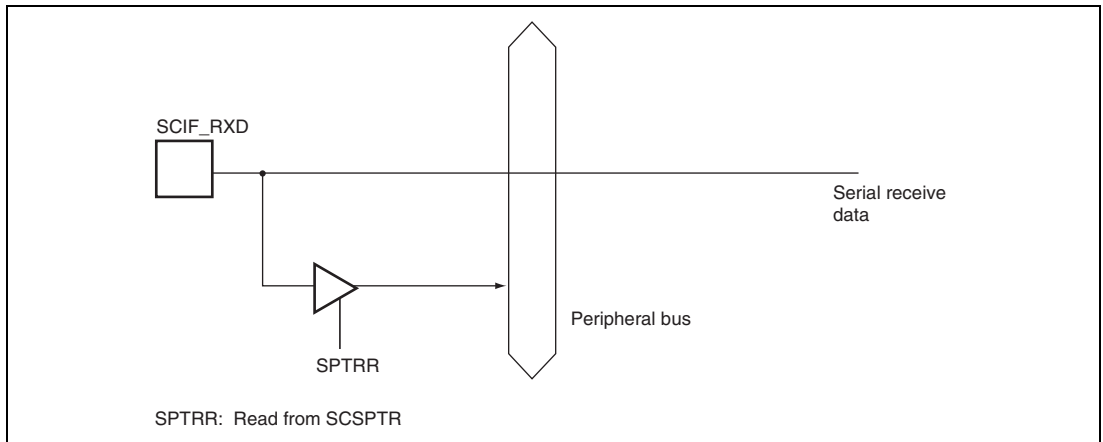 SCIF_RXD
Serial receive
data
Peripheral bus
SPTRR
SPTRR: Read from SCSPTR